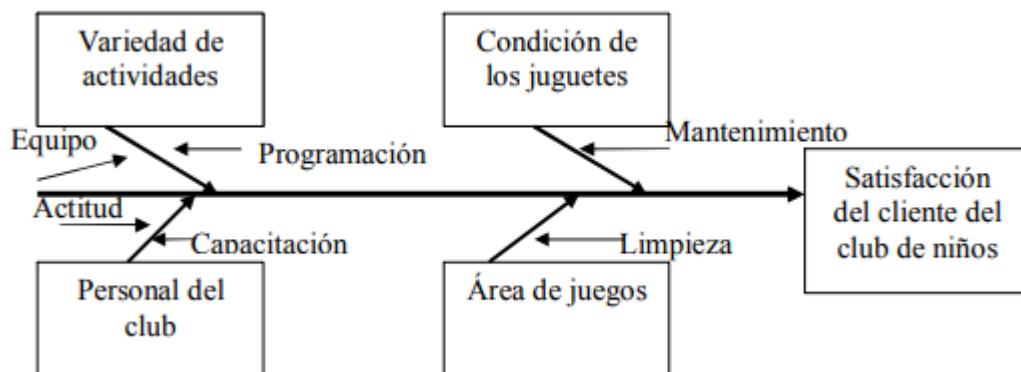 Variedad de
actividades
Condición de
los juguetes
Equipo
Programación
Mantenimiento
Satisfacción
del cliente del
club de niños
Actitud
Capacitación
Limpieza
Personal del
club
Área de juegos